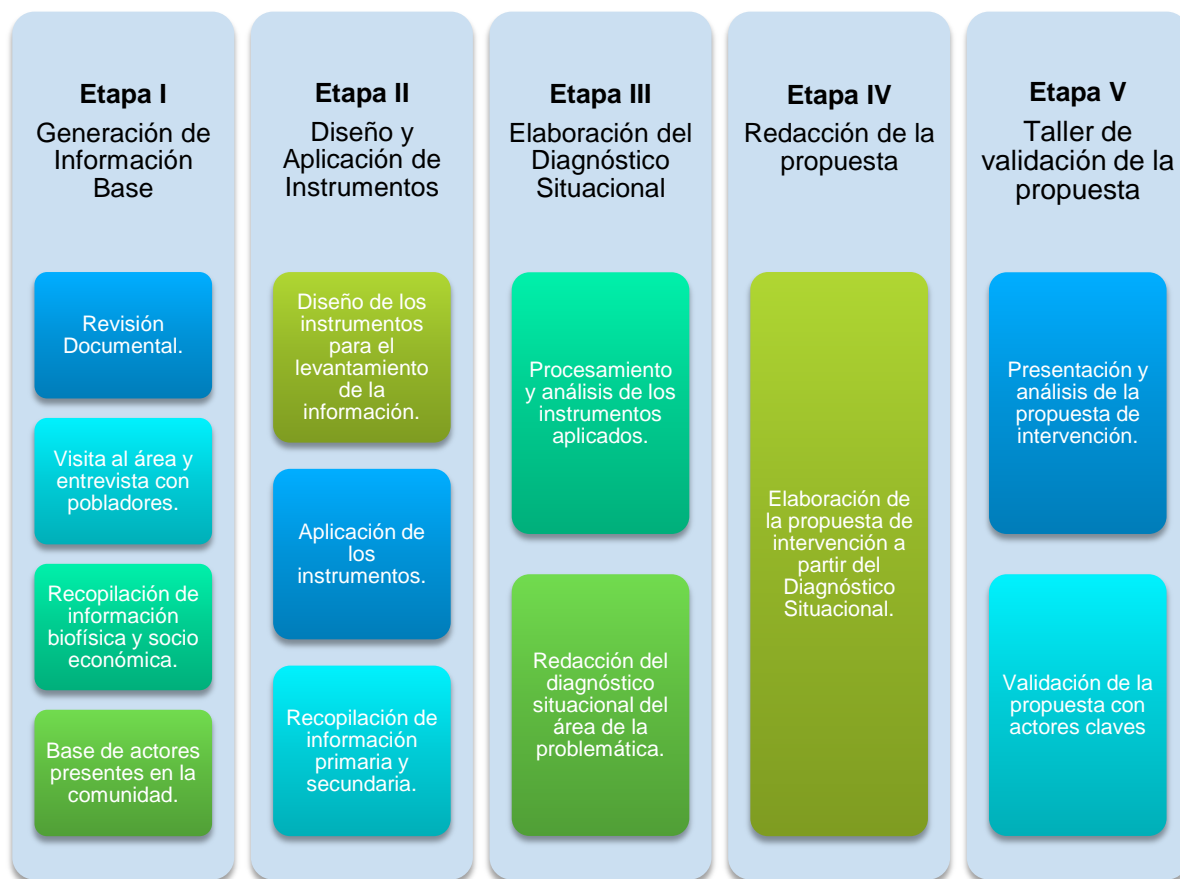 Etapa I
Generación de
Información
Base
Revisión
Documental.
Visita al área y
entrevista con
pobladores.
Recopilación de
información
biofísica y socio
económica.
Base de actores
presentes en la
comunidad.
Etapa II
Diseño y
Aplicación de
Instrumentos
Diseño de los
instrumentos
para el
levantamiento
de la
información.
Aplicación de
los
instrumentos.
Recopilación de
información
primaria y
secundaria.
Etapa III
Elaboración del
Diagnóstico
Situacional
Procesamiento
y análisis de los
instrumentos
aplicados.
Redacción del
diagnóstico
situacional del
área de la
problemática.
Etapa IV
Redacción de la
propuesta
Elaboración de
la propuesta de
intervención a
partir del
Diagnóstico
Situacional.
Etapa V
Taller de
validación de la
propuesta
Presentación y
análisis de la
propuesta de
intervención.
Validación de la
propuesta con
actores claves